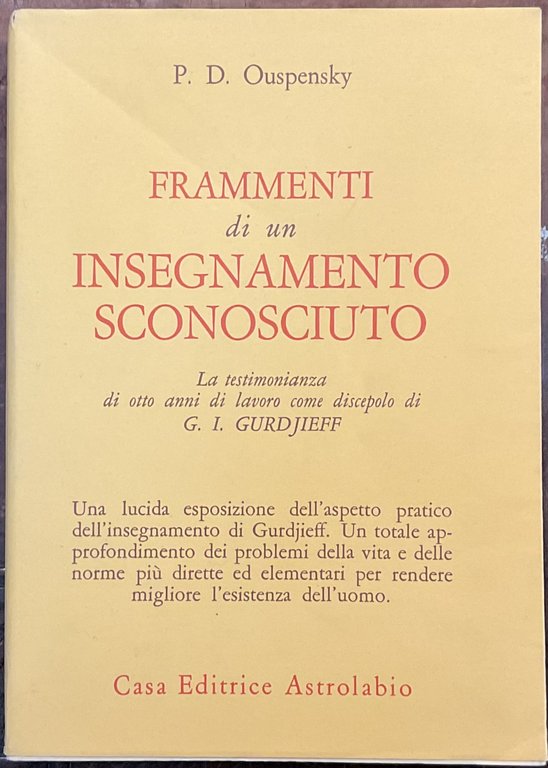 P. D. Ouspensky
FRAMMENTI
di un
INSEGNAMENTO
SCONOSCIUTO
La testimonianza
di otto anni di lavoro come discepolo di
G. I. GURDJIEFF
Una lucida esposizione dell'aspetto pratico
dell'insegnamento di Gurdjieff. Un totale ap-
profondimento dei problemi della vita e delle
norme più dirette ed elementari per rendere
migliore l'esistenza dell'uomo.
Casa Editrice Astrolabio